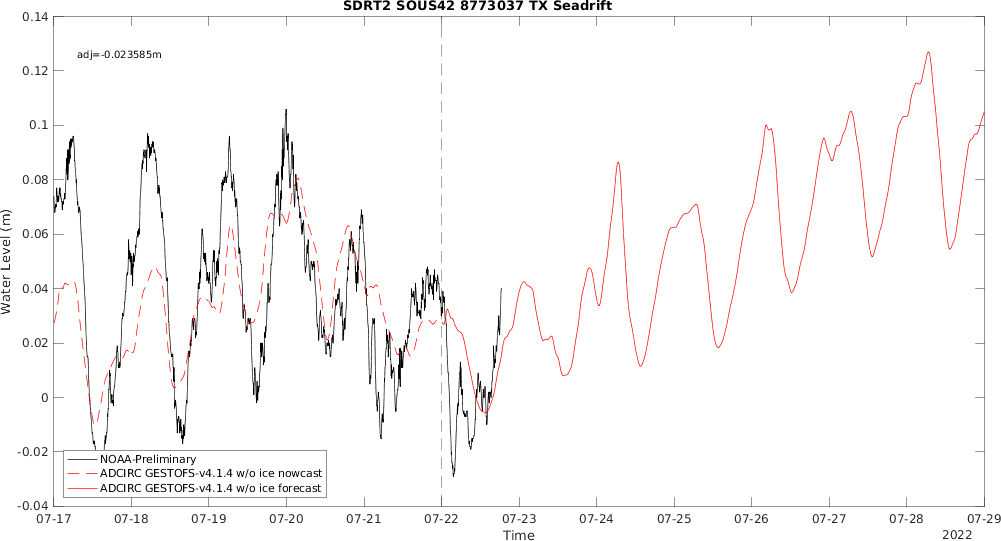 SDRT2 SOUS42 8773037 TX Seadrift
adj=-0.023585m
Water Level (m)
0.14
0.12
0.1
0.08
0.06
0.04
0.02
0
-0.02
-0.04
NOAA-Preliminary
ADCIRC GESTOFS-v4.1.4 w/o ice nowcast
ADCIRC GESTOFS-v4.1.4 w/o ice forecast
07-17 07-18 07-19 07-20 07-21 07-22 07-23 07-24 07-25 07-26 07-27 07-28 07-29
Time
2022